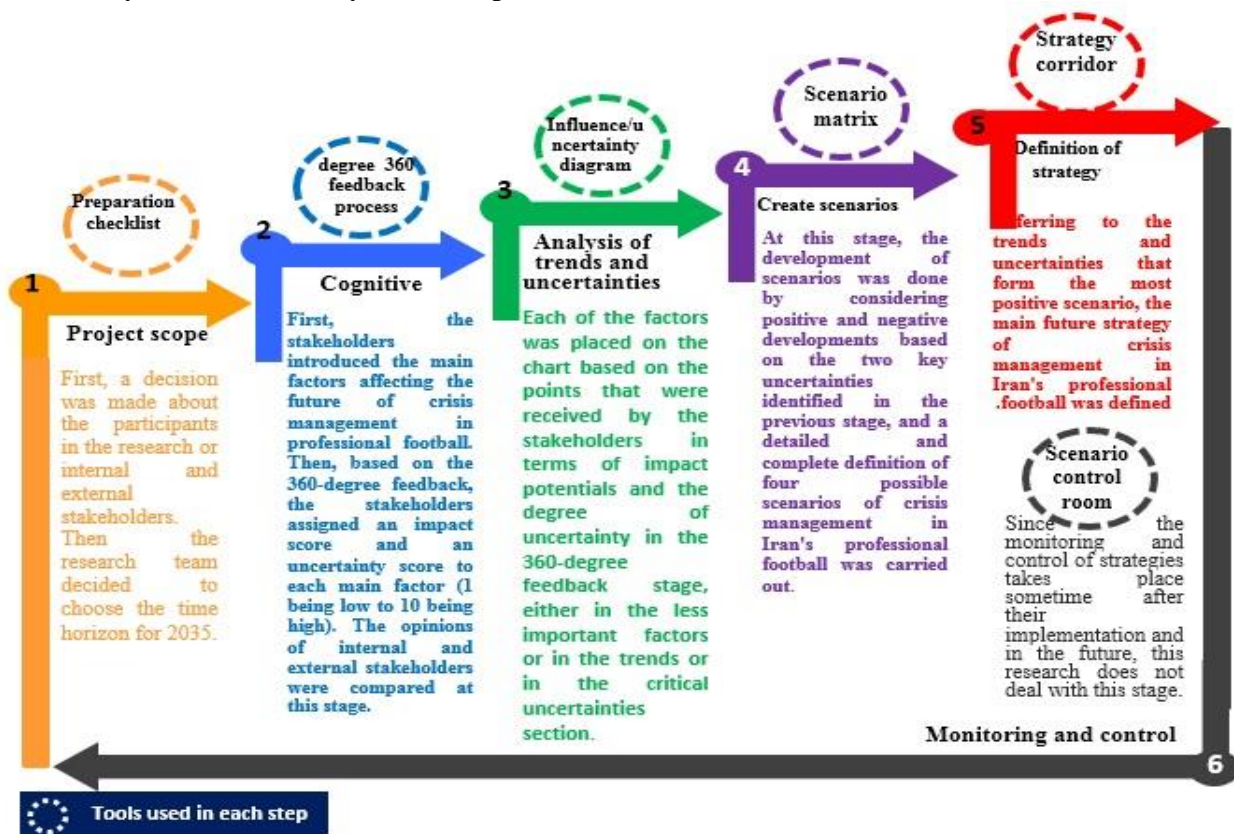 1
Preparation
checklist
Project scope
First, a decision
was made about
the participants
in the research or
internal and
external
stakeholders.
Then the
research team
decided to
choose the time
horizon for 2035.
2
degree 360
feedback
process
Cognitive
First, the
stakeholders
introduced the main
factors affecting the
future of crisis
management in
professional football.
Then, based on the
360-degree feedback,
the stakeholders
assigned an impact
score and an
uncertainty score to
each main factor (1
being low to 10 being
high). The opinions
of internal and
external stakeholders
were compared at
this stage.
3
Influence/u
ncertainty
diagram
Analysis of
trends and
uncertainties
Each of the factors
was placed on the
chart based on the
points that were
received by the
stakeholders in
terms of impact
potentials and the
degree of
uncertainty in the
360-degree
feedback stage,
either in the less
important factors
or in the trends or
in the critical
uncertainties
section.
4
Scenario
matrix
Create scenarios
At this stage, the
development of
scenarios was done
by considering
positive and negative
developments based
on the two key
uncertainties
identified in the
previous stage, and a
detailed and
complete definition of
four possible
scenarios of crisis
management in
Iran's professional
football was carried
out.
5
Strategy
corridor
Definition of
strategy
ferring to the
trends and
uncertainties that
form the most
positive scenario, the
main future strategy
of crisis
management in
Iran's professional
.football was defined
Scenario
control
room
Since the
monitoring and
control of strategies
takes place
sometime after
their
implementation and
in the future, this
research does not
deal with this stage.
Monitoring and control
6
Tools used in each step